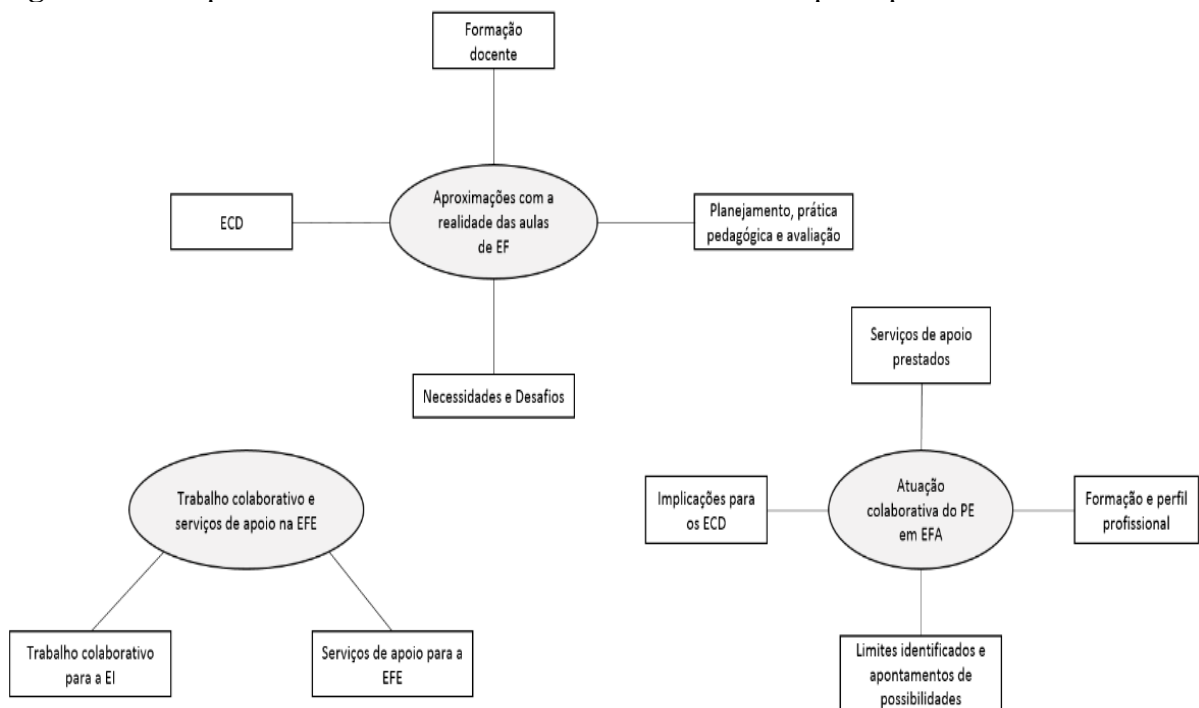 Formação
docente
ECD
Aproximações com a
realidade das aulas
de EF
Planejamento, prática
pedagógica e avaliação
Necessidades e Desafios
Serviços de apoio
prestados
Trabalho colaborativo e
serviços de apoio na EFE
Implicações para
os ECD
Atuação
colaborativa do PE
em EFA
Formação e perfil
profissional
Trabalho colaborativo
para a EI
Serviços de apoio para a
EFE
Limites identificados e
apontamentos de
possibilidades